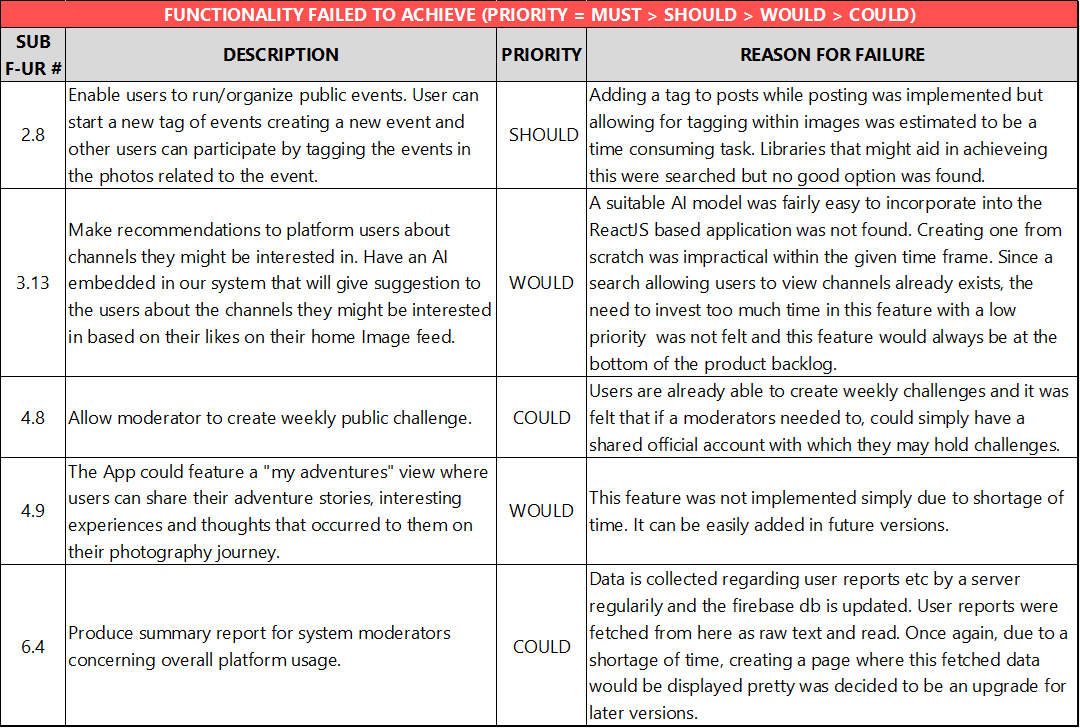 FUNCTIONALITY FAILED TO ACHIEVE (PRIORITY = MUST > SHOULD > WOULD > COULD)
SUB
F-UR #
DESCRIPTION
PRIORITY
REASON FOR FAILURE
2.8
Enable users to run/organize public events. User can
start a new tag of events creating a new event and
other users can participate by tagging the events in
the photos related to the event.
SHOULD
Adding a tag to posts while posting was implemented but
allowing for tagging within images was estimated to be a
time consuming task. Libraries that might aid in achieveing
this were searched but no good option was found.
3.13
Make recommendations to platform users about
channels they might be interested in. Have an AI
embedded in our system that will give suggestion to
the users about the channels they might be interested
in based on their likes on their home Image feed.
WOULD
A suitable AI model was fairly easy to incorporate into the
ReactJS based application was not found. Creating one from
scratch was impractical within the given time frame. Since a
search allowing users to view channels already exists, the
need to invest too much time in this feature with a low
priority  was not felt and this feature would always be at the
bottom of the product backlog.
4.8
Allow moderator to create weekly public challenge.
COULD
Users are already able to create weekly challenges and it was
felt that if a moderators needed to, could simply have a
shared official account with which they may hold challenges.
4.9
The App could feature a "my adventures" view where
users can share their adventure stories, interesting
experiences and thoughts that occurred to them on
their photography journey.
WOULD
This feature was not implemented simply due to shortage of
time. It can be easily added in future versions.
6.4
Produce summary report for system moderators
concerning overall platform usage.
COULD
Data is collected regarding user reports etc by a server
regularily and the firebase db is updated. User reports were
fetched from here as raw text and read. Once again, due to a
shortage of time, creating a page where this fetched data
would be displayed pretty was decided to be an upgrade for
later versions.